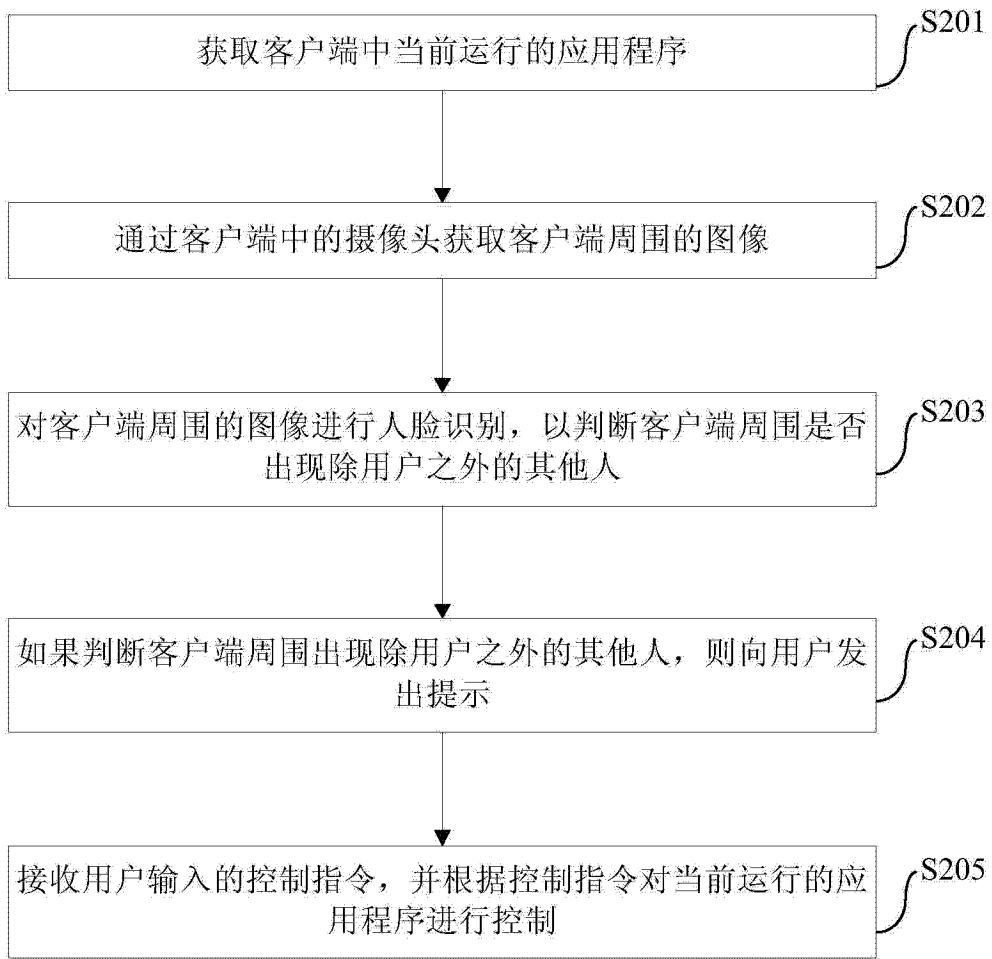 获取客户端中当前运行的应用程序
S201
通过客户端中的摄像头获取客户端周围的图像
S202
对客户端周围的图像进行人脸识别，以判断客户端周围是否
出现除用户之外的其他人
S203
如果判断客户端周围出现除用户之外的其他人，则向用户发
出提示
S204
接收用户输入的控制指令，并根据控制指令对当前运行的应
用程序进行控制
S205